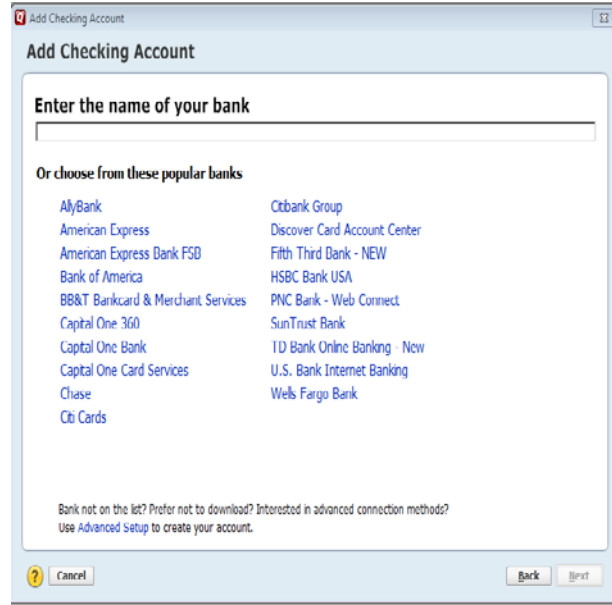 Add Checking Account
Add Checking Account
Enter the name of your bank
Or choose from these popular banks
AllyBank
American Express
American Express Bank FSB
Bank of America
BB&T Bankcard & Merchant Services
Capital One 360
Capital One Bank
Capital One Card Services
Chase
Citi Cards
Citibank Group
Discover Card Account Center
Fifth Third Bank - NEW
HSBC Bank USA
PNC Bank - Web Connect
SunTrust Bank
TD Bank Online Banking - New
U.S. Bank Internet Banking
Wells Fargo Bank
Bank not on the list? Prefer not to download? Interested in advanced connection methods?
Use Advanced Setup to create your account.
? Cancel Back Next